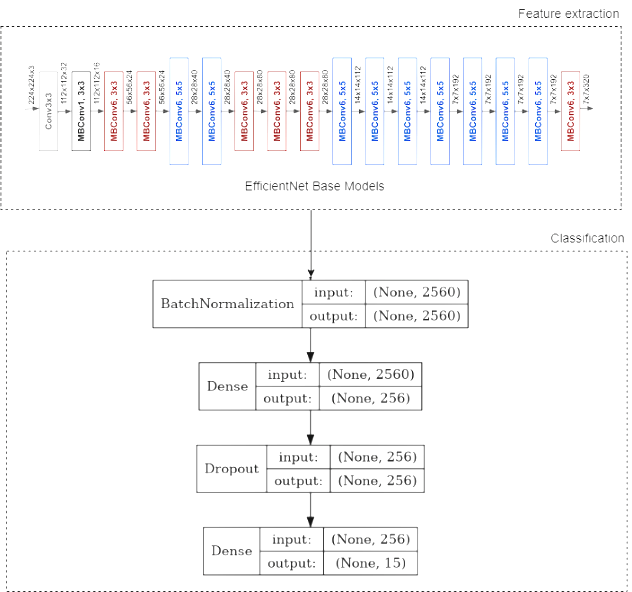 Feature extraction
224x224x3
Conv3x3
112x112x32
MBConv1, 3x3
112x112x16
MBConv6, 3x3
56x56x24
MBConv6, 3x3
56x56x24
MBConv6, 5x5
28x28x40
MBConv6, 5x5
28x28x40
MBConv6, 3x3
28x28x80
MBConv6, 3x3
28x28x80
MBConv6, 3x3
28x28x80
MBConv6, 5x5
14x14x112
MBConv6, 5x5
14x14x112
MBConv6, 5x5
14x14x112
MBConv6, 5x5
7x7x192
MBConv6, 5x5
7x7x192
MBConv6, 5x5
7x7x192
MBConv6, 5x5
7x7x192
MBConv6, 3x3
7x7x320
EfficientNet Base Models
Classification
BatchNormalization
input: (None, 2560)
output: (None, 2560)
Dense
input: (None, 2560)
output: (None, 256)
Dropout
input: (None, 256)
output: (None, 256)
Dense
input: (None, 256)
output: (None, 15)